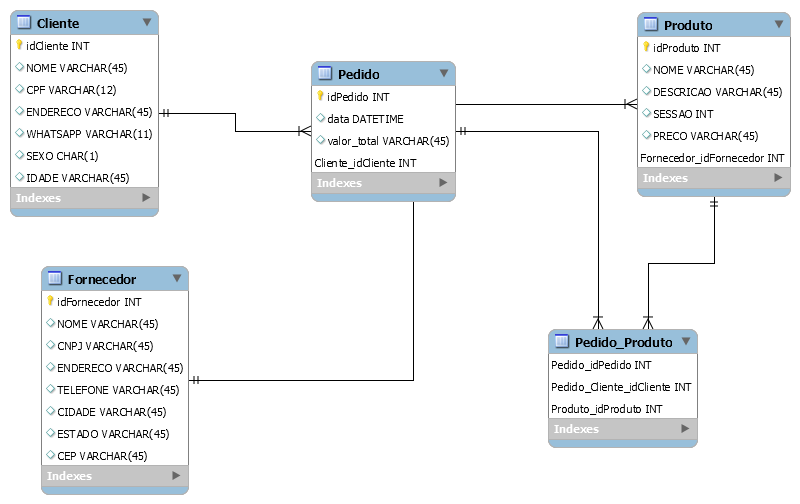 Cliente
idCliente INT
NOME VARCHAR(45)
CPF VARCHAR(12)
ENDERECO VARCHAR(45)
WHATSAPP VARCHAR(11)
SEXO CHAR(1)
IDADE VARCHAR(45)
Indexes
Pedido
idPedido INT
data DATETIME
valor_total VARCHAR(45)
Cliente_idCliente INT
Indexes
Produto
idProduto INT
NOME VARCHAR(45)
DESCRICAO VARCHAR(45)
SESSAO INT
PRECO VARCHAR(45)
Fornecedor_idFornecedor INT
Indexes
Fornecedor
idFornecedor INT
NOME VARCHAR(45)
CNPJ VARCHAR(45)
ENDERECO VARCHAR(45)
TELEFONE VARCHAR(45)
CIDADE VARCHAR(45)
ESTADO VARCHAR(45)
CEP VARCHAR(45)
Indexes
Pedido_Produto
Pedido_idPedido INT
Pedido_Cliente_idCliente INT
Produto_idProduto INT
Indexes